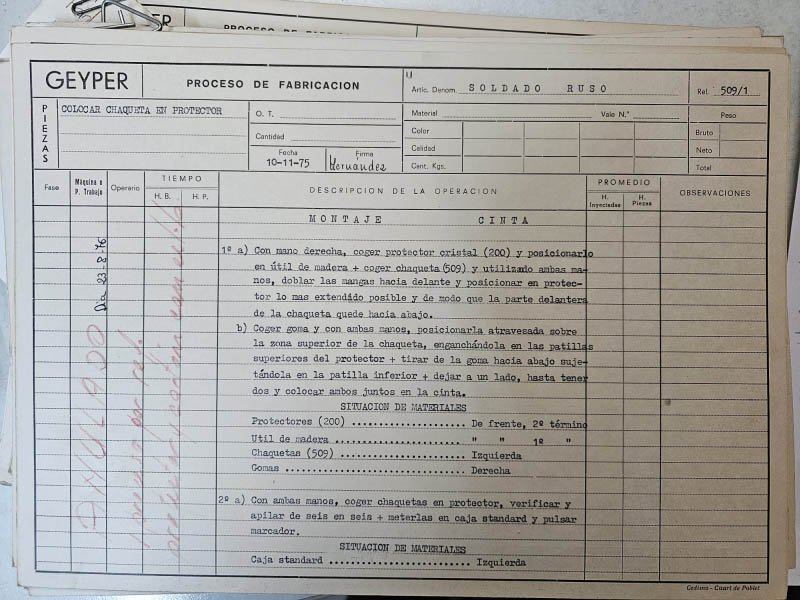 GEYPER
PROCESO DE FABRICACION
Artic. Denom. SOLDADO RUSO
Ref. 509/1
PIEZAS
COLOCAR CHAQUETA EN PROTECTOR
O. T.
Cantidad
Fecha
10-11-75
Firma
Hernandez
Material
Vale N.º
Peso
Color
Calidad
Cant. Kgs.
Bruto
Neto
Total
Fase
Máquina o P. Trabajo
Operario
TIEMPO
H. B.
H. P.
DESCRIPCION DE LA OPERACION
PROMEDIO
H. Inyectadas
H. Piezas
OBSERVACIONES
MONTAJE CINTA
1º a) Con mano derecha, coger protector cristal (200) y posicionarlo
en útil de madera + coger chaqueta (509) y utilizando ambas ma-
nos, doblar las mangas hacia delante y posicionar en protec-
tor lo mas extendido posible y de modo que la parte delantera
de la chaqueta quede hacia abajo.
b) Coger goma y con ambas manos, posicionarla atravesada sobre
la zona superior de la chaqueta, enganchándola en las patillas
superiores del protector + tirar de la goma hacia abajo suje-
tándola en la patilla inferior + dejar a un lado, hasta tener
dos y colocar ambos juntos en la cinta.
SITUACION DE MATERIALES
Protectores (200) ..................... De frente, 2º término
Util de madera ....................... " " 1º "
Chaquetas (509) ....................... Izquierda
Gomas ................................. Derecha
2º a) Con ambas manos, coger chaquetas en protector, verificar y
apilar de seis en seis + meterlas en caja standard y pulsar
marcador.
SITUACION DE MATERIALES
Caja standard .......................... Izquierda
ANULADO
Dia 23-2-76
Gedisma - Cuart de Poblet